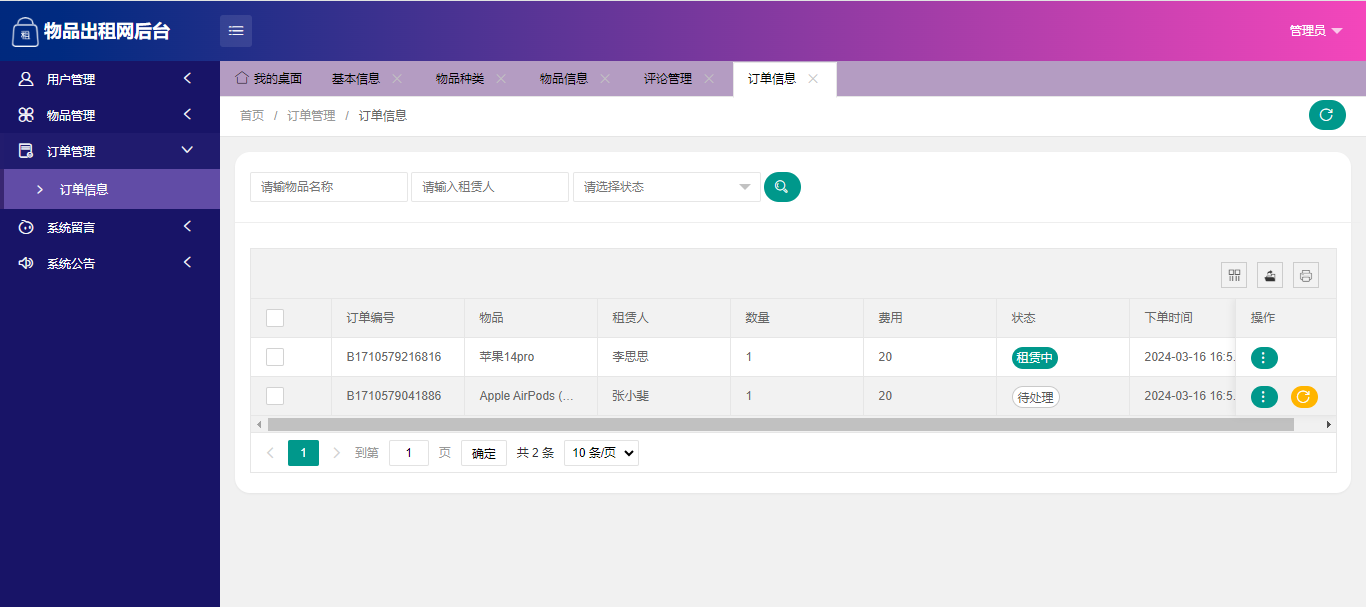 租 物品出租网后台 管理员
用户管理
物品管理
订单管理
订单信息
系统留言
系统公告
我的桌面 基本信息 物品种类 物品信息 评论管理 订单信息
首页 / 订单管理 / 订单信息
请输物品名称 请输入租赁人 请选择状态
订单编号 物品 租赁人 数量 费用 状态 下单时间 操作
B1710579216816 苹果14pro 李思思 1 20 租赁中 2024-03-16 16:5.
B1710579041886 Apple AirPods (... 张小斐 1 20 待处理 2024-03-16 16:5.
1 到第 1 页 确定 共 2 条 10 条/页